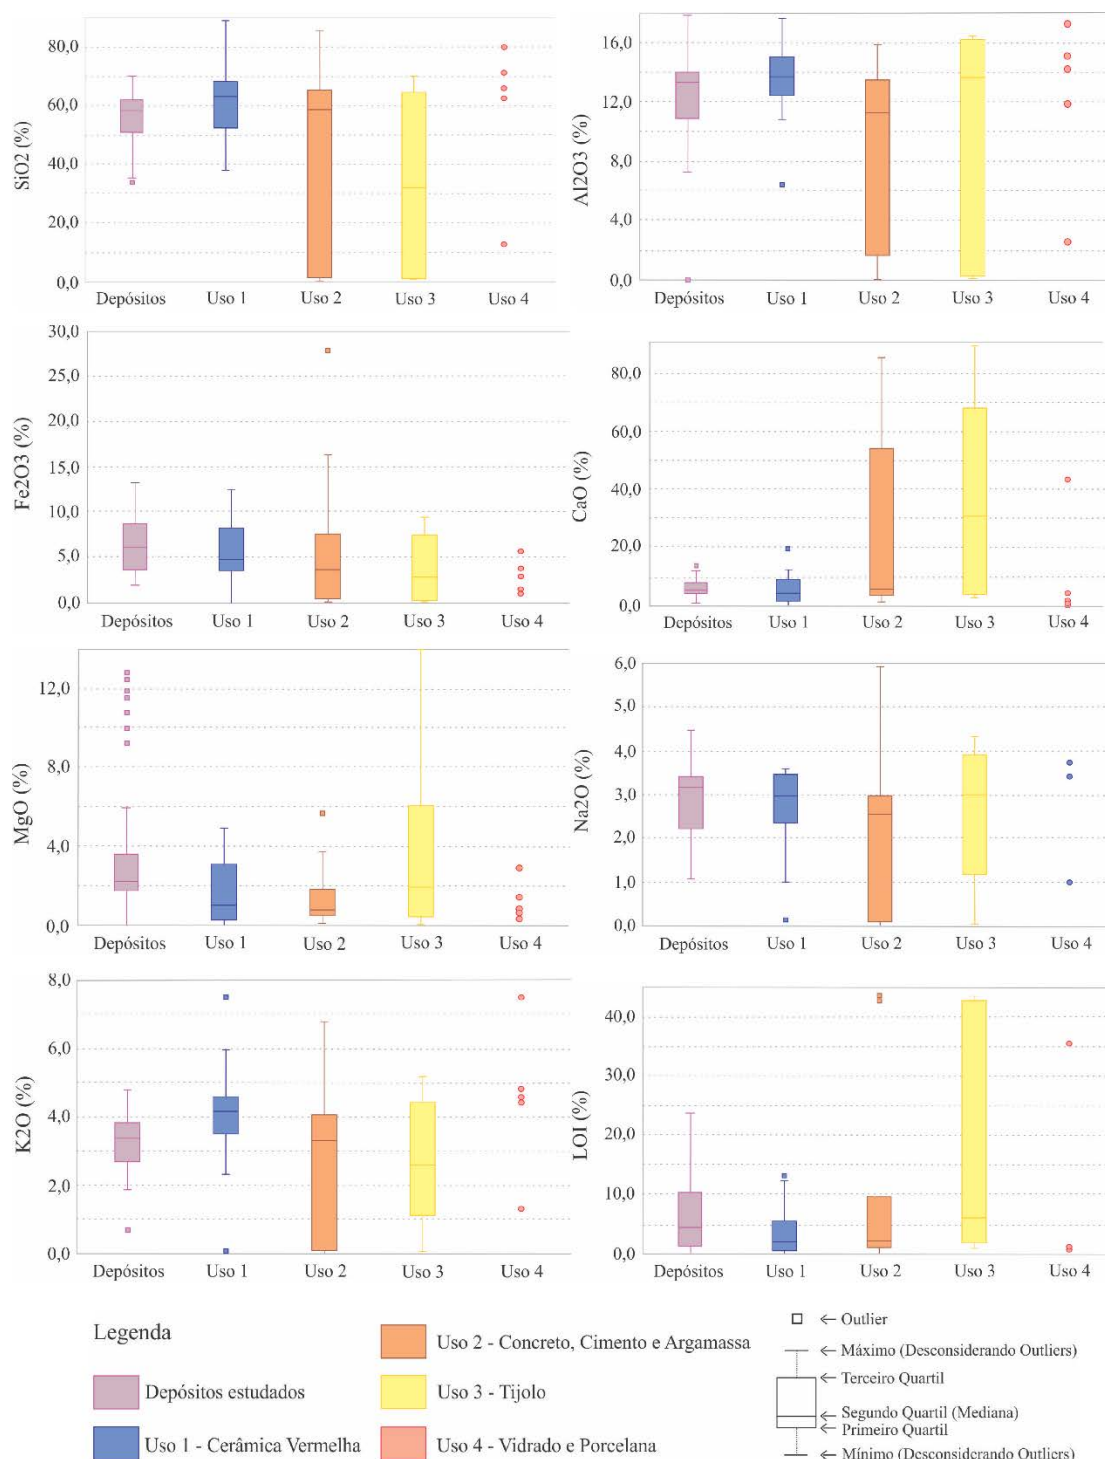 SiO2 (%)
80,0
60,0
40,0
20,0
0,0
Depósitos Uso 1 Uso 2 Uso 3 Uso 4
Al2O3 (%)
16,0
12,0
8,0
4,0
0,0
Depósitos Uso 1 Uso 2 Uso 3 Uso 4
Fe2O3 (%)
30,0
25,0
20,0
15,0
10,0
5,0
0,0
Depósitos Uso 1 Uso 2 Uso 3 Uso 4
CaO (%)
80,0
60,0
40,0
20,0
0,0
Depósitos Uso 1 Uso 2 Uso 3 Uso 4
MgO (%)
12,0
8,0
4,0
0,0
Depósitos Uso 1 Uso 2 Uso 3 Uso 4
Na2O (%)
6,0
5,0
4,0
3,0
2,0
1,0
0,0
Depósitos Uso 1 Uso 2 Uso 3 Uso 4
K2O (%)
8,0
6,0
4,0
2,0
0,0
Depósitos Uso 1 Uso 2 Uso 3 Uso 4
LOI (%)
40,0
30,0
20,0
10,0
0,0
Depósitos Uso 1 Uso 2 Uso 3 Uso 4
Legenda
Depósitos estudados
Uso 1 - Cerâmica Vermelha
Uso 2 - Concreto, Cimento e Argamassa
Uso 3 - Tijolo
Uso 4 - Vidrado e Porcelana
Outlier
Máximo (Desconsiderando Outliers)
Terceiro Quartil
Segundo Quartil (Mediana)
Primeiro Quartil
Mínimo (Desconsiderando Outliers)